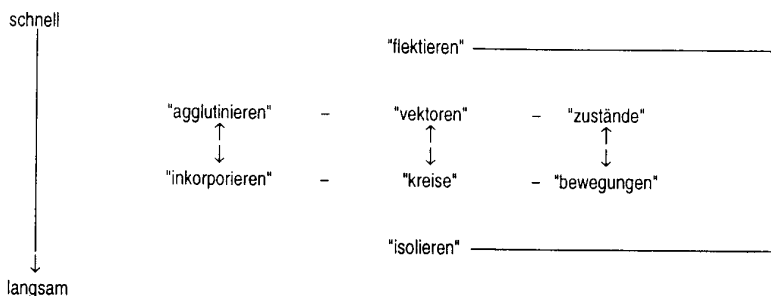 schnell
"flektieren"
"agglutinieren" - "vektoren" - "zustände"
"inkorporieren" - "kreise" - "bewegungen"
"isolieren"
langsam